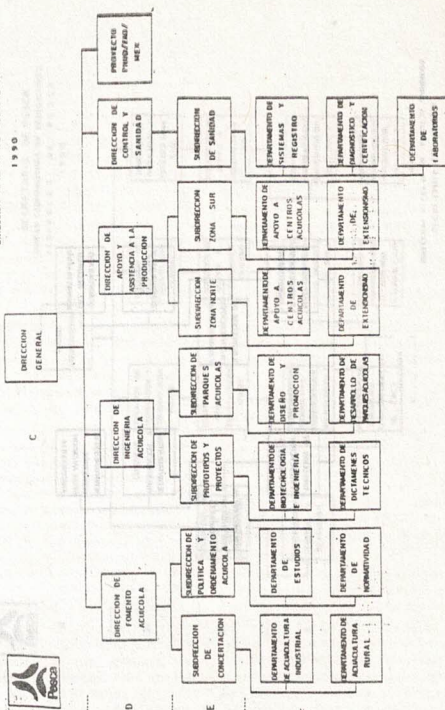 1990
Pesca
C
D
E
DIRECCION
GENERAL
DIRECCION DE
FOMENTO
ACUICOLA
DIRECCION DE
INGENIERIA
ACUICOLA
DIRECCION DE
APOYO Y
ASISTENCIA A LA
PRODUCCION
DIRECCION DE
CONTROL Y
SANIDAD
PROYECTO
MEX
SUBDIRECCION
DE
CONCERTACION
SUBDIRECCION DE
POLITICA Y
ORDENAMIENTO
ACUICOLA
SUBDIRECCION DE
PROTOTIPOS Y
PROYECTOS
SUBDIRECCION DE
PARQUES
ACUICOLAS
SUBDIRECCION
ZONA NORTE
SUBDIRECCION
ZONA SUR
SUBDIRECCION
DE SANIDAD
DEPARTAMENTO
DE ACUACULTURA
INDUSTRIAL
DEPARTAMENTO
DE
ESTUDIOS
DEPARTAMENTO DE
BIOTECNOLOGIA
E INGENIERIA
DEPARTAMENTO DE
DISEÑO Y
PROMOCION
DEPARTAMENTO DE
APOYO A
CENTROS
ACUICOLAS
DEPARTAMENTO DE
APOYO A
CENTROS
ACUICOLAS
DEPARTAMENTO DE
SISTEMAS Y
REGISTRO
DEPARTAMENTO DE
ACUACULTURA
RURAL
DEPARTAMENTO
DE
NORMATIVIDAD
DEPARTAMENTO DE
DICTAMENES
TECNICOS
DEPARTAMENTO DE
DESARROLLO DE
PARQUES ACUICOLAS
DEPARTAMENTO
DE
EXTENSIONISMO
DEPARTAMENTO
DE
EXTENSIONISMO
DEPARTAMENTO DE
DIAGNOSTICO Y
CERTIFICACION
DEPARTAMENTO
DE
LABORATORIOS